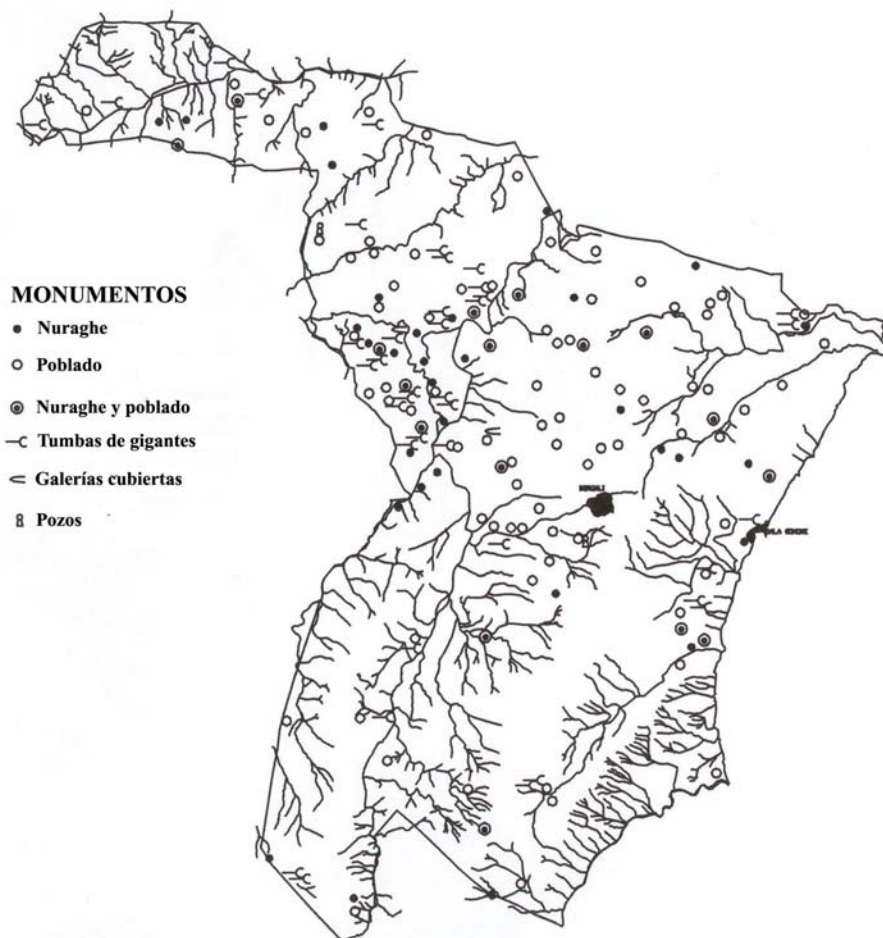 MONUMENTOS
Nuraghe
Poblado
Nuraghe y poblado
Tumbas de gigantes
Galerías cubiertas
Pozos